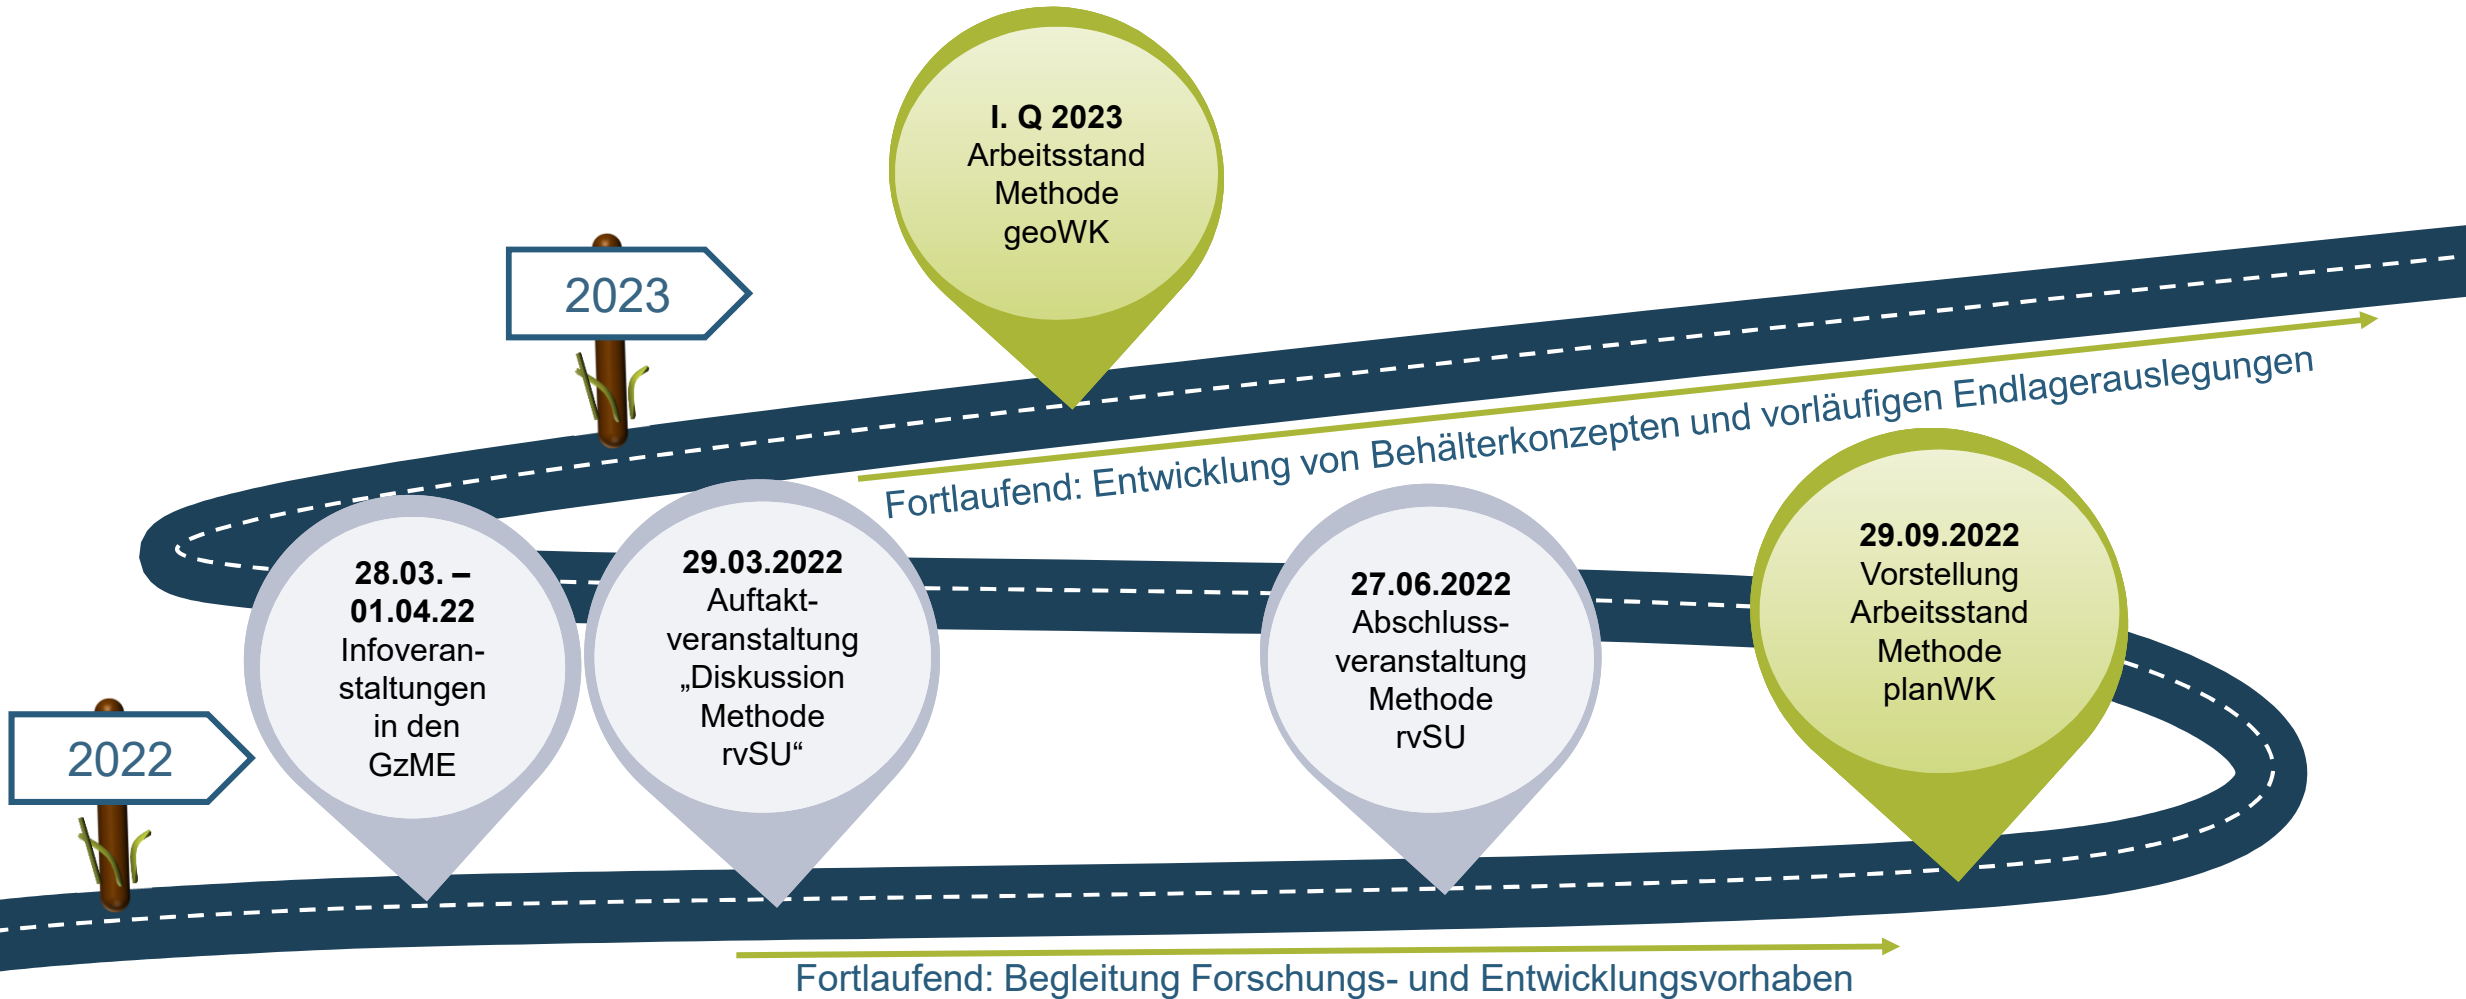 I. Q 2023
Arbeitsstand
Methode
geoWK
2023
Fortlaufend: Entwicklung von Behälterkonzepten und vorläufigen Endlagerauslegungen
28.03. –
01.04.22
Infoveran-
staltungen
in den
GzME
29.03.2022
Auftakt-
veranstaltung
„Diskussion
Methode
rvSU“
27.06.2022
Abschluss-
veranstaltung
Methode
rvSU
29.09.2022
Vorstellung
Arbeitsstand
Methode
planWK
2022
Fortlaufend: Begleitung Forschungs- und Entwicklungsvorhaben